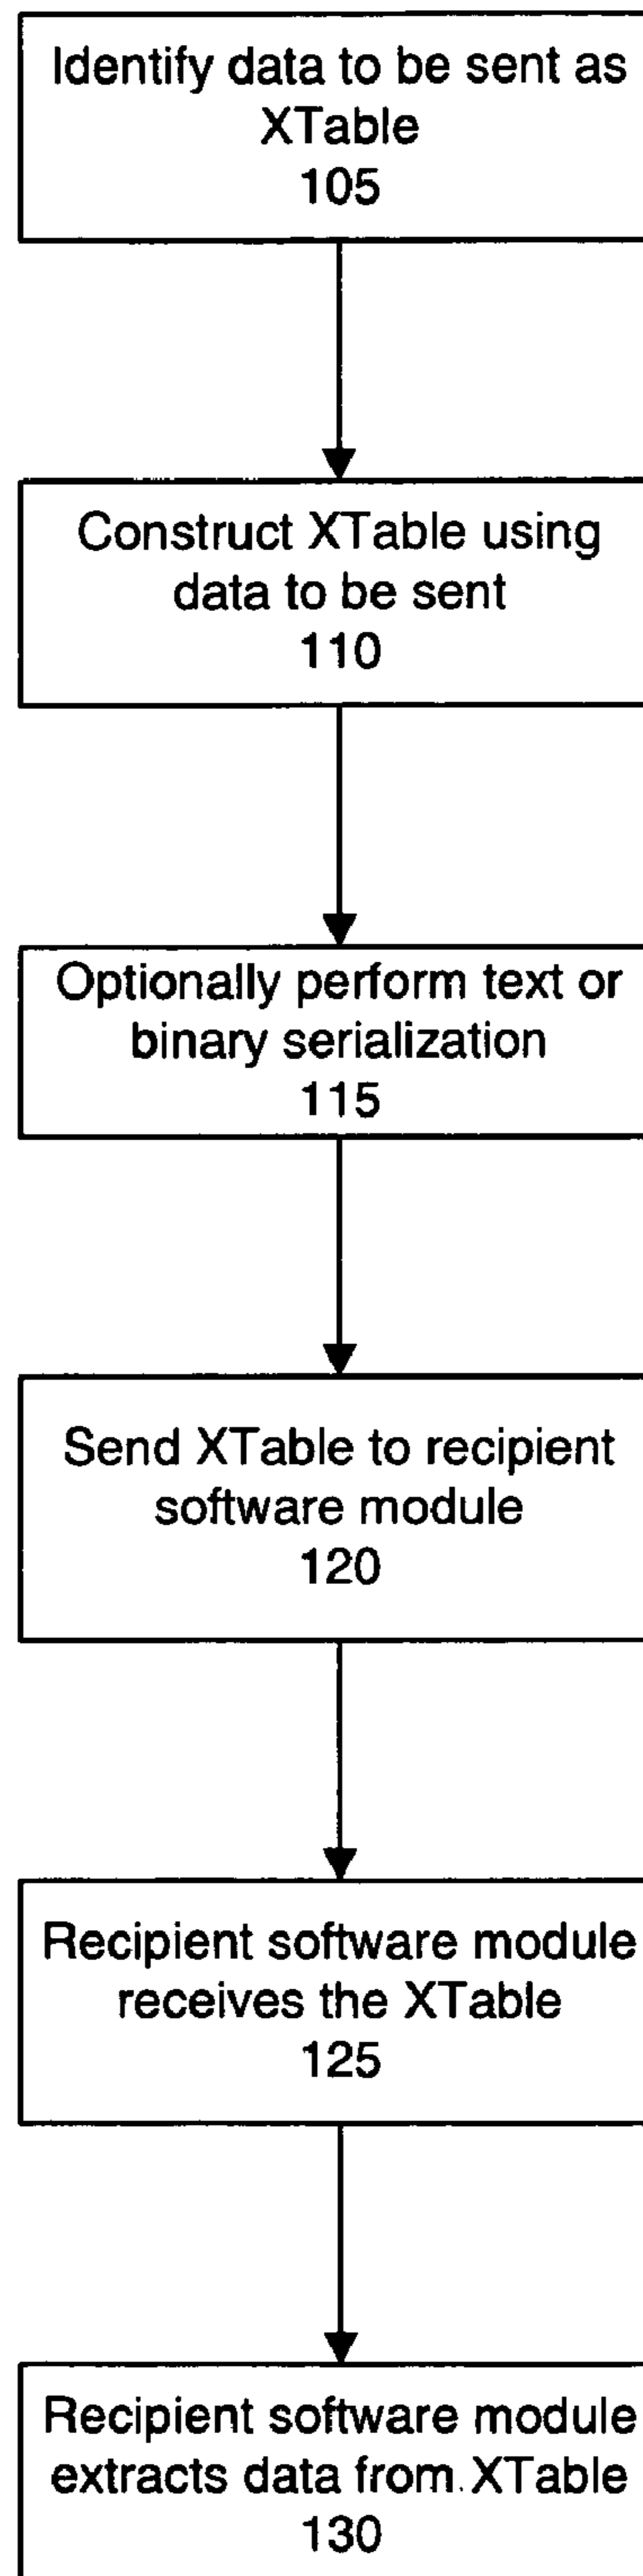 Identify data to be sent as
XTable
105
Construct XTable using
data to be sent
110
Optionally perform text or
binary serialization
115
Send XTable to recipient
software module
120
Recipient software module
receives the XTable
125
Recipient software module
extracts data from XTable
130